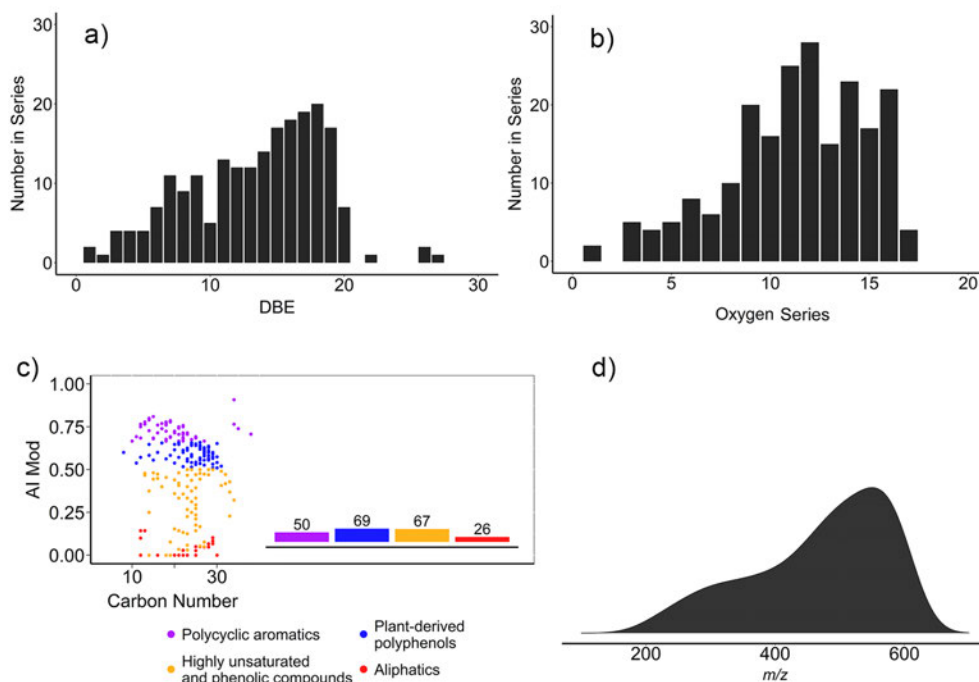 a)
30
20
10
0
Number in Series
0 10 20 30
DBE
b)
30
20
10
0
Number in Series
0 5 10 15 20
Oxygen Series
c)
1.00
0.75
0.50
0.25
0.00
AI Mod
10 30
Carbon Number
50 69 67 26
Polycyclic aromatics
Highly unsaturated
and phenolic compounds
Plant-derived
polyphenols
Aliphatics
d)
200 400 600
m/z